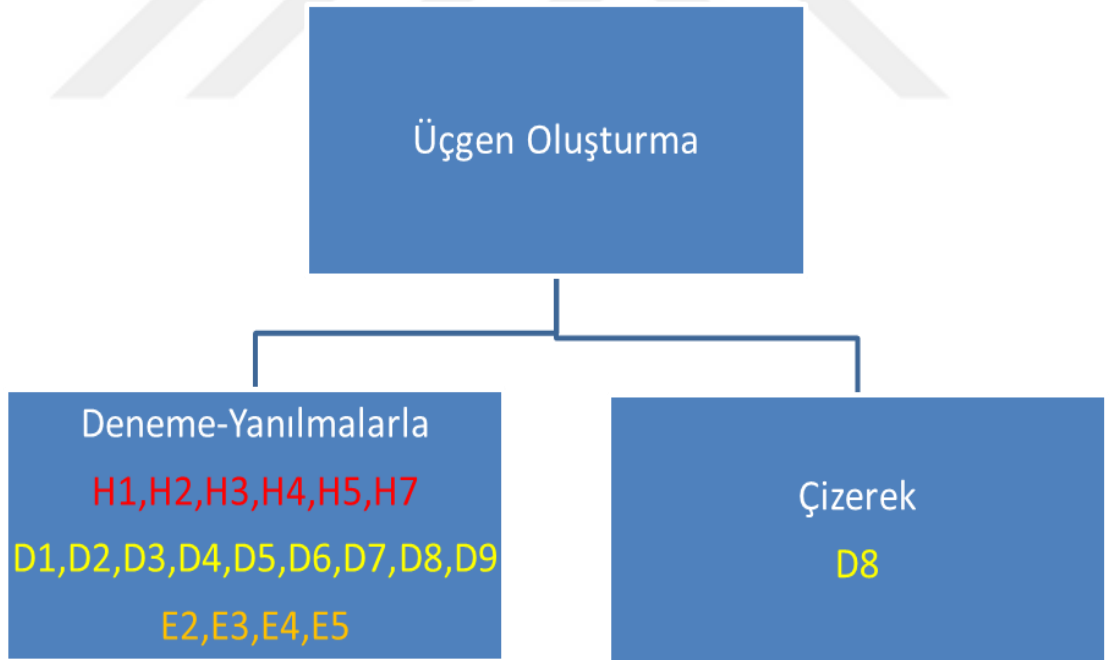 Üçgen Oluşturma
Deneme-Yanılmalarla
H1,H2,H3,H4,H5,H7
D1,D2,D3,D4,D5,D6,D7,D8,D9
E2,E3,E4,E5
Çizerek
D8